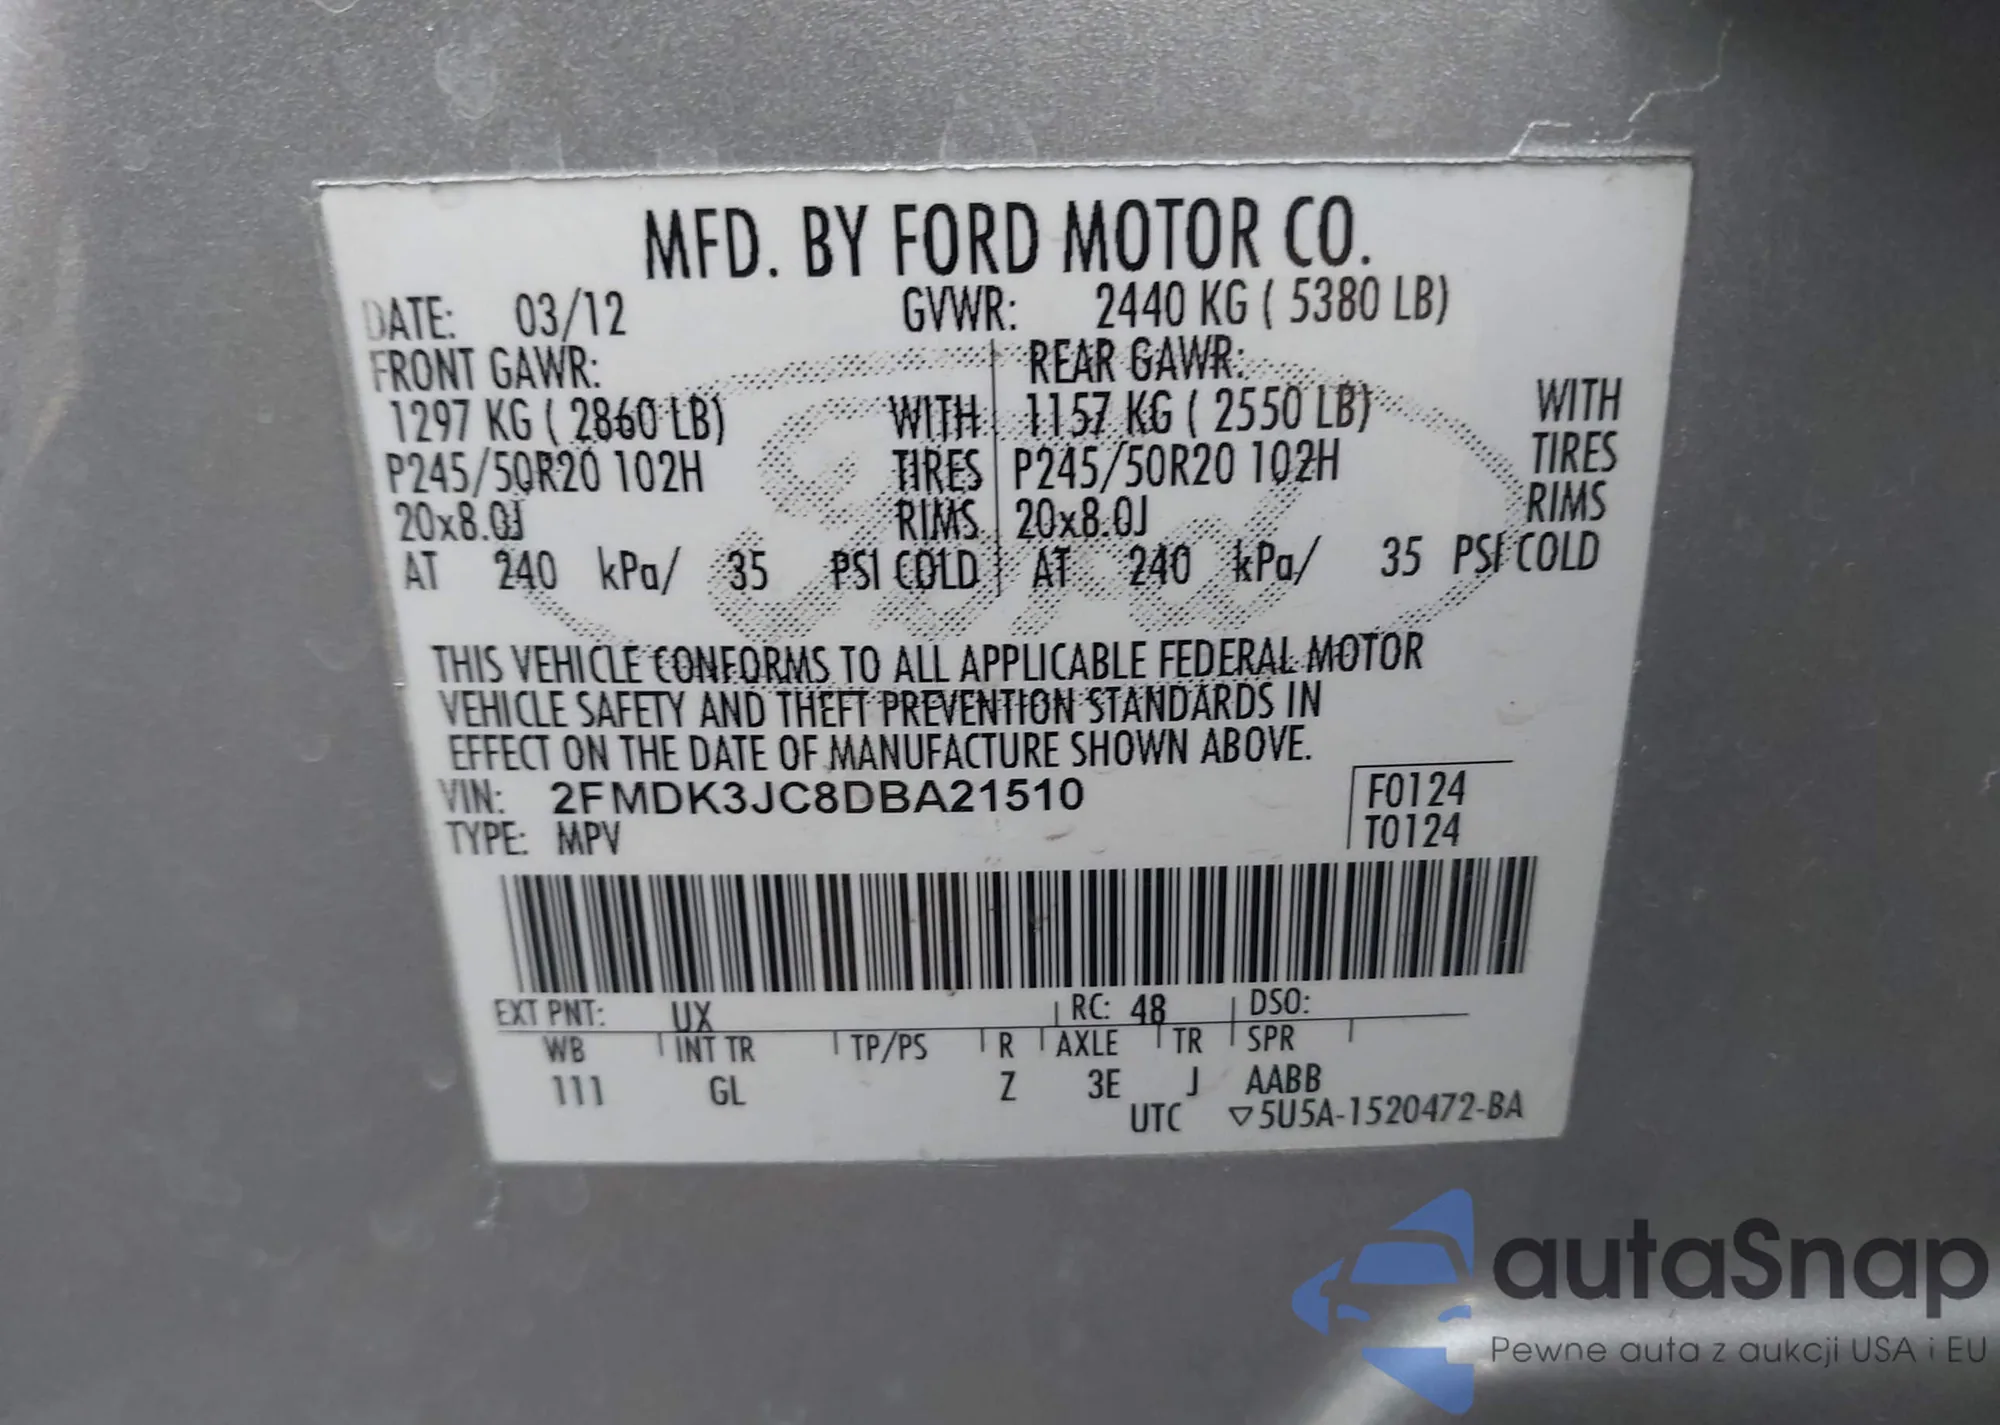 MFD. BY FORD MOTOR CO.
DATE: 03/12 GVWR: 2440 KG ( 5380 LB)
FRONT GAWR: REAR GAWR:
1297 KG ( 2860 LB) WITH 1157 KG ( 2550 LB) WITH
P245/50R20 102H TIRES P245/50R20 102H TIRES
20x8.0J RIMS 20x8.0J RIMS
AT 240 kPa/ 35 PSI COLD AT 240 kPa/ 35 PSI COLD
THIS VEHICLE CONFORMS TO ALL APPLICABLE FEDERAL MOTOR
VEHICLE SAFETY AND THEFT PREVENTION STANDARDS IN
EFFECT ON THE DATE OF MANUFACTURE SHOWN ABOVE.
VIN: 2FMDK3JC8DBA21510 F0124
TYPE: MPV T0124
EXT PNT: UX RC: 48 DSO:
WB INT TR TP/PS R AXLE TR SPR
111 GL Z 3E J AABB
UTC ▽5U5A-1520472-BA
autaSnap
Pewne auta z aukcji USA i EU